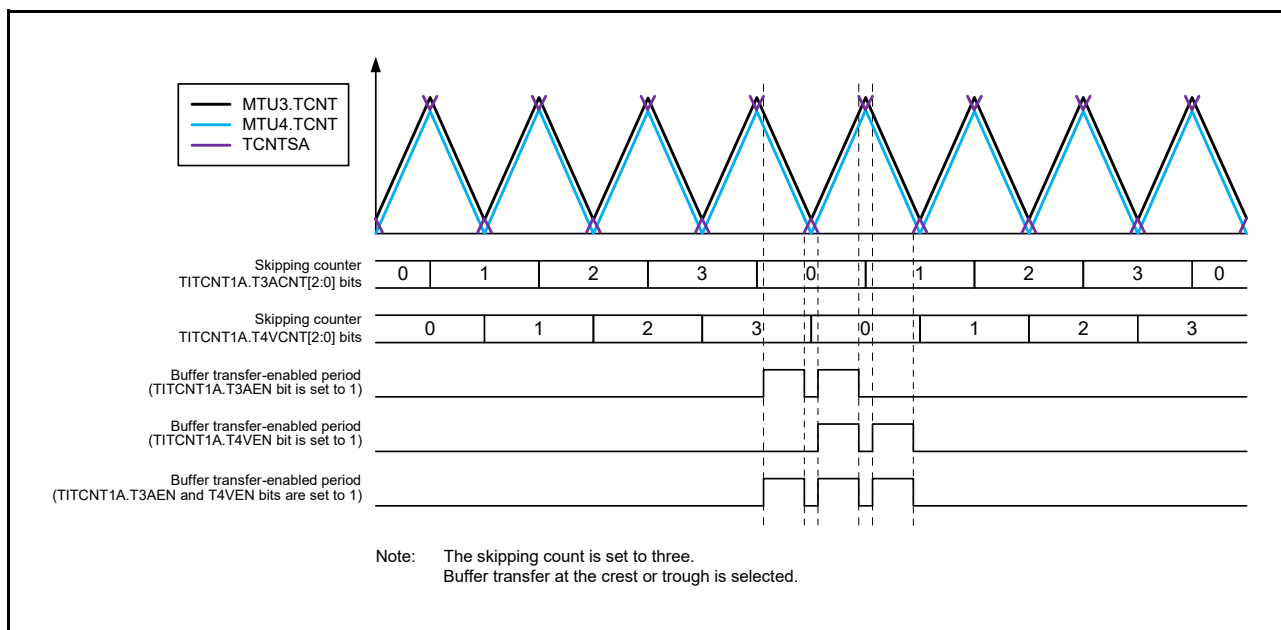 MTU3.TCNT
MTU4.TCNT
TCNTSA
Skipping counter
TITCNT1A.T3ACNT[2:0] bits
0 1 2 3 0 1 2 3 0
Skipping counter
TITCNT1A.T4VCNT[2:0] bits
0 1 2 3 0 1 2 3
Buffer transfer-enabled period
(TITCNT1A.T3AEN bit is set to 1)
Buffer transfer-enabled period
(TITCNT1A.T4VEN bit is set to 1)
Buffer transfer-enabled period
(TITCNT1A.T3AEN and T4VEN bits are set to 1)
Note: The skipping count is set to three.
Buffer transfer at the crest or trough is selected.